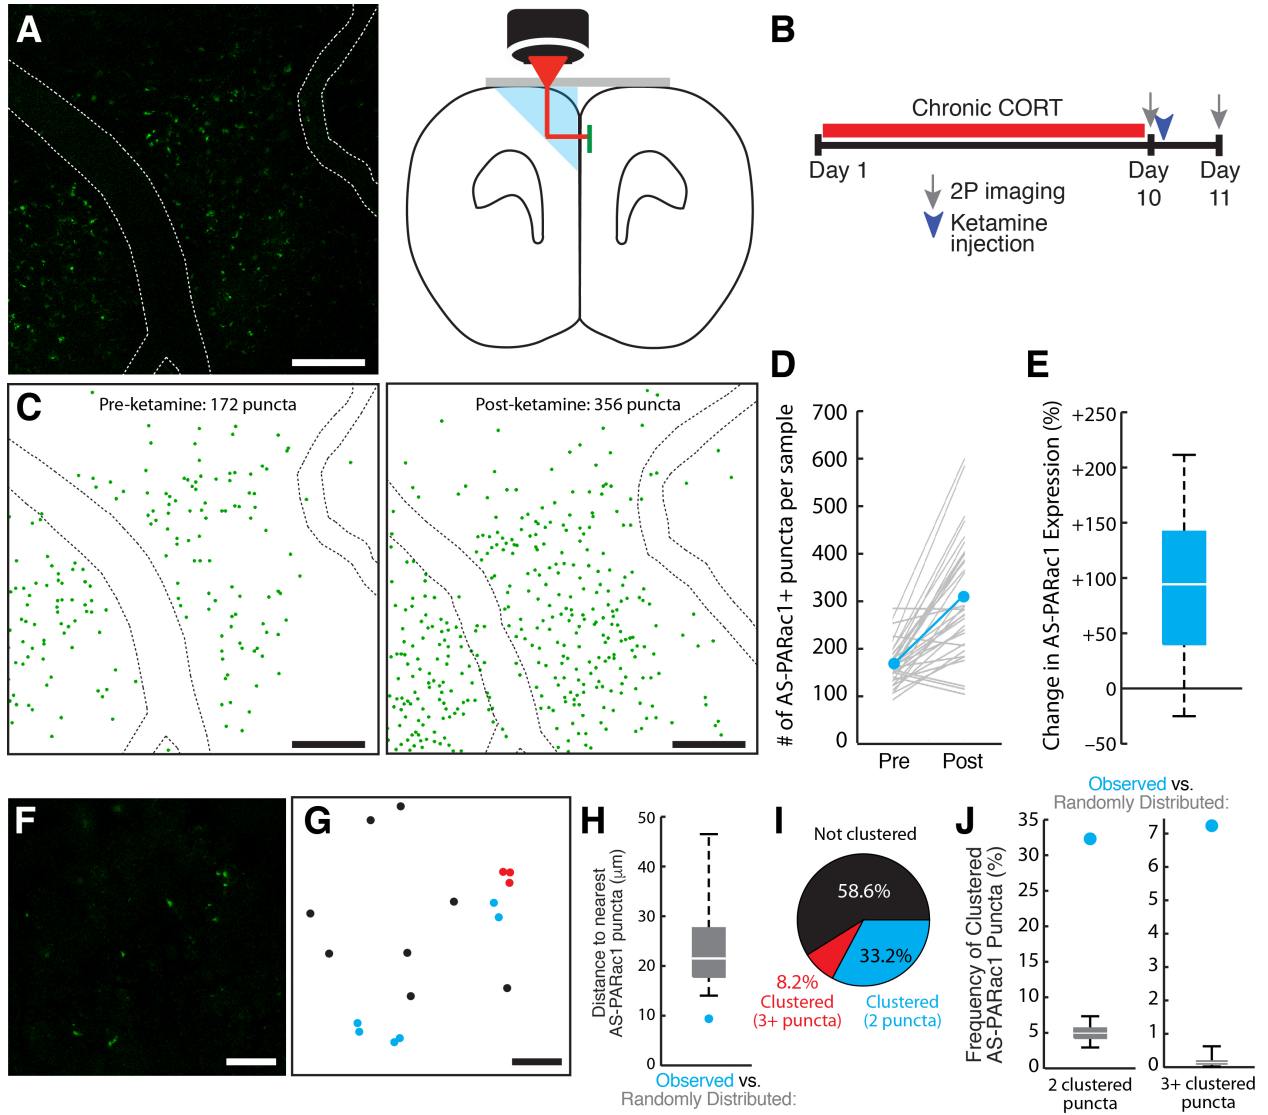 A
B
Chronic CORT
Day 1
Day
10
Day
11
2P imaging
Ketamine
injection
C
Pre-ketamine: 172 puncta
Post-ketamine: 356 puncta
D
# of AS-PARac1+ puncta per sample
700
600
500
400
300
200
100
0
Pre
Post
E
Change in AS-PARac1 Expression (%)
+250
+200
+150
+100
+50
0
−50
F
G
H
Distance to nearest
AS-PARac1 puncta (μm)
50
40
30
20
10
0
Observed vs.
Randomly Distributed:
I
Not clustered
58.6%
33.2%
8.2%
Clustered
(3+ puncta)
Clustered
(2 puncta)
J
Observed vs.
Randomly Distributed:
Frequency of Clustered
AS-PARac1 Puncta (%)
35
30
25
20
15
10
5
0
2 clustered
puncta
7
6
5
4
3
2
1
0
3+ clustered
puncta